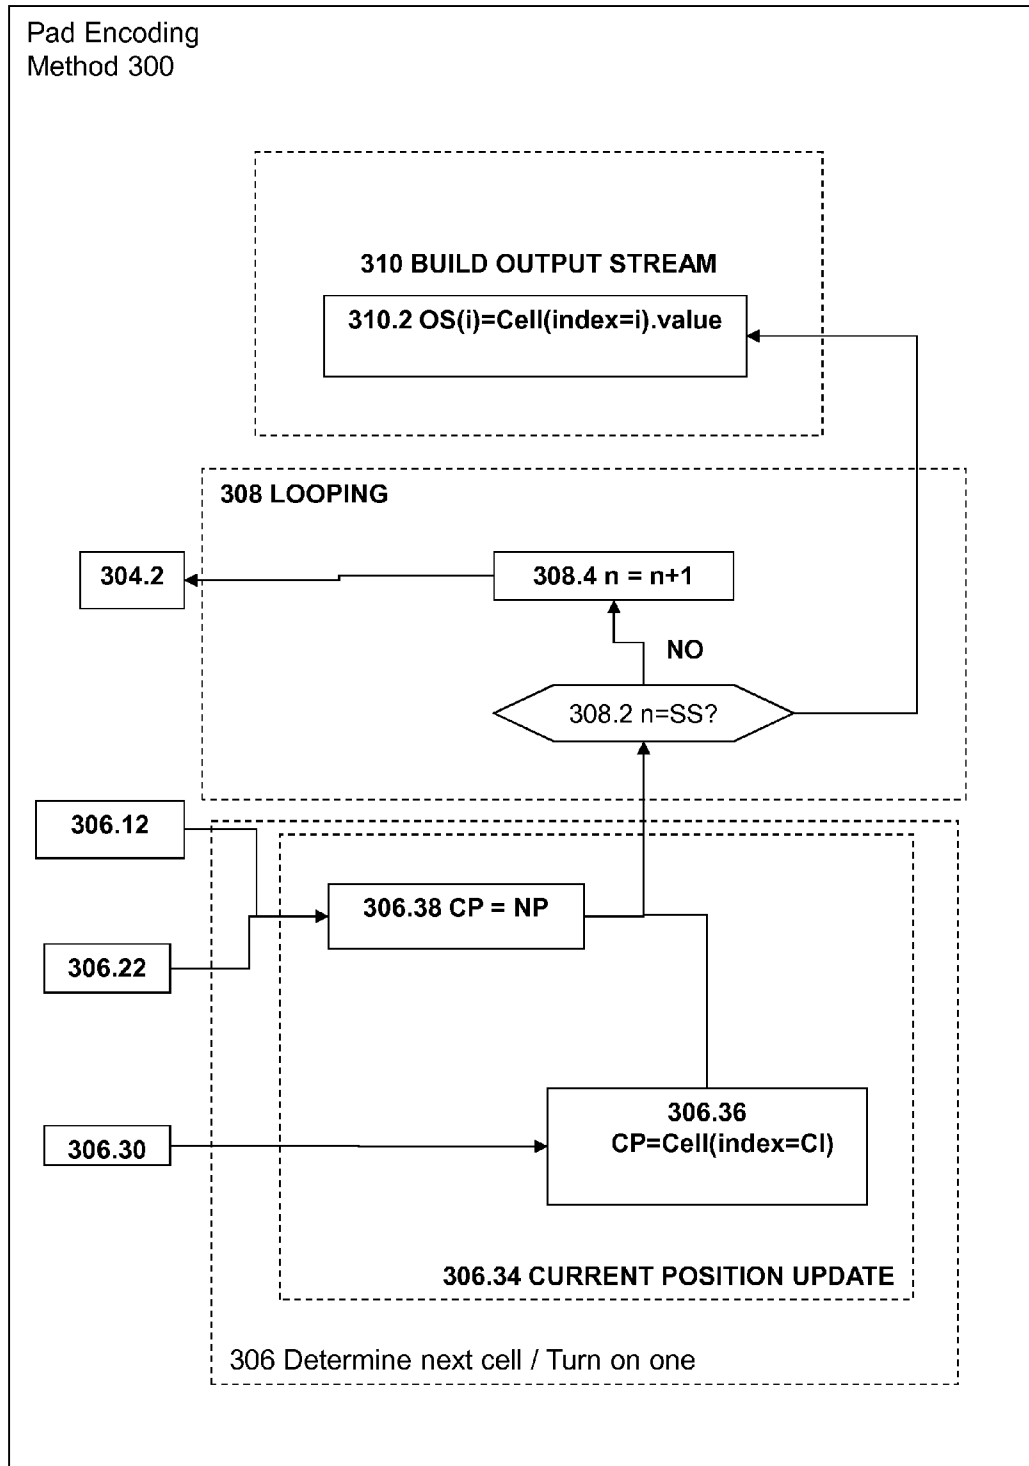 Pad Encoding
Method 300
310 BUILD OUTPUT STREAM
310.2 OS(i)=Cell(index=i).value
308 LOOPING
304.2
308.4 n = n+1
NO
308.2 n=SS?
306.12
306.38 CP = NP
306.22
306.36
CP=Cell(index=CI)
306.30
306.34 CURRENT POSITION UPDATE
306 Determine next cell / Turn on one